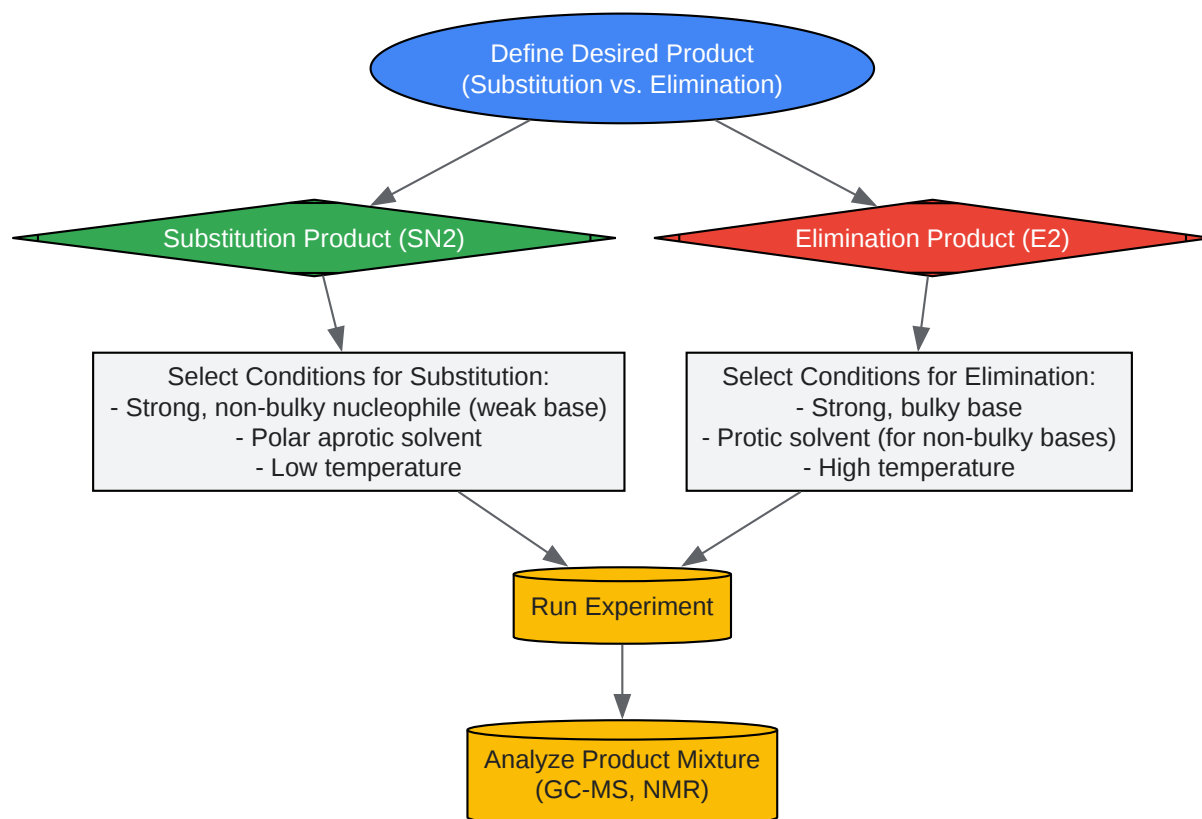 Define Desired Product
(Substitution vs. Elimination)
Substitution Product (SN2)
Elimination Product (E2)
Select Conditions for Substitution:
- Strong, non-bulky nucleophile (weak base)
- Polar aprotic solvent
- Low temperature
Select Conditions for Elimination:
- Strong, bulky base
- Protic solvent (for non-bulky bases)
- High temperature
Run Experiment
Analyze Product Mixture
(GC-MS, NMR)